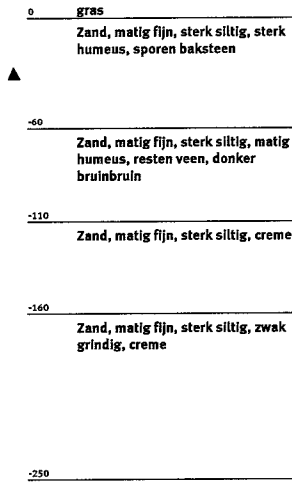 0 gras
Zand, matig fijn, sterk siltig, sterk
humeus, sporen baksteen
-60
Zand, matig fijn, sterk siltig, matig
humeus, resten veen, donker
bruinbruin
-110
Zand, matig fijn, sterk siltig, creme
-160
Zand, matig fijn, sterk siltig, zwak
grindig, creme
-250